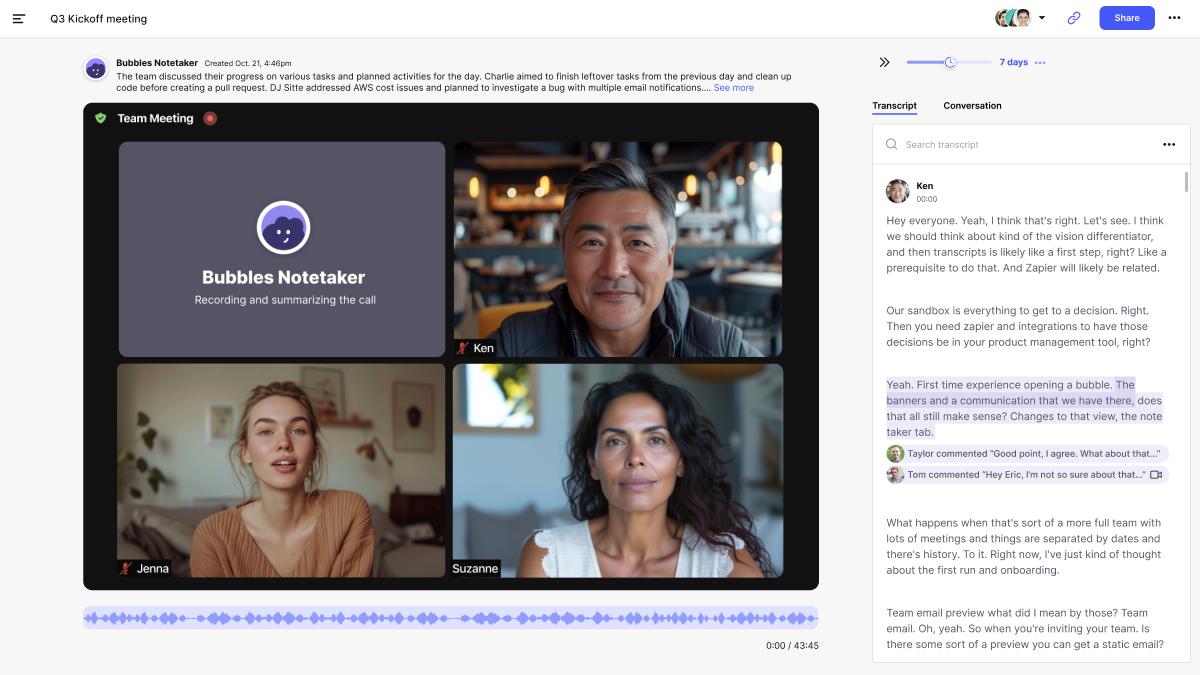 Q3 Kickoff meeting
Share
Bubbles Notetaker Created Oct. 21, 4:46pm
The team discussed their progress on various tasks and planned activities for the day. Charlie aimed to finish leftover tasks from the previous day and clean up
code before creating a pull request. DJ Sitte addressed AWS cost issues and planned to investigate a bug with multiple email notifications.... See more
Team Meeting
Bubbles Notetaker
Recording and summarizing the call
Ken
Jenna
Suzanne
0:00 / 43:45
7 days
Transcript Conversation
Search transcript
Ken
00:00
Hey everyone. Yeah, I think that's right. Let's see. I think
we should think about kind of the vision differentiator,
and then transcripts is likely like a first step, right? Like a
prerequisite to do that. And Zapier will likely be related.
Our sandbox is everything to get to a decision. Right.
Then you need zapier and integrations to have those
decisions be in your product management tool, right?
Yeah. First time experience opening a bubble. The
banners and a communication that we have there, does
that all still make sense? Changes to that view, the note
taker tab.
Taylor commented “Good point, I agree. What about that...”
Tom commented “Hey Eric, I'm not so sure about that...”
What happens when that's sort of a more full team with
lots of meetings and things are separated by dates and
there's history. To it. Right now, I've just kind of thought
about the first run and onboarding.
Team email preview what did I mean by those? Team
email. Oh, yeah. So when you're inviting your team. Is
there some sort of a preview you can get a static email?